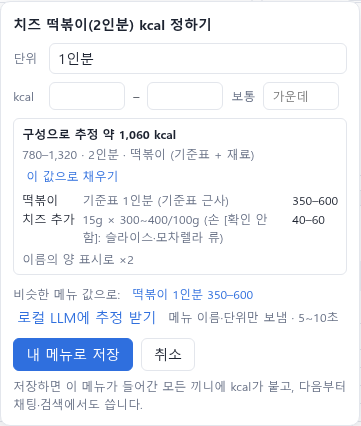 치즈 떡볶이(2인분) kcal 정하기
단위 1인분
kcal – 보통 가운데
구성으로 추정 약 1,060 kcal
780–1,320 · 2인분 · 떡볶이 (기준표 + 재료)
이 값으로 채우기
떡볶이 기준표 1인분 (기준표 근사) 350–600
치즈 추가 15g × 300~400/100g (손 [확인 안 40–60
함]: 슬라이스·모차렐라 류)
이름의 양 표시로 ×2
비슷한 메뉴 값으로: 떡볶이 1인분 350–600
로컬 LLM에 추정 받기 메뉴 이름·단위만 보냄 · 5~10초
내 메뉴로 저장 취소
저장하면 이 메뉴가 들어간 모든 끼니에 kcal가 붙고, 다음부터
채팅·검색에서도 씁니다.